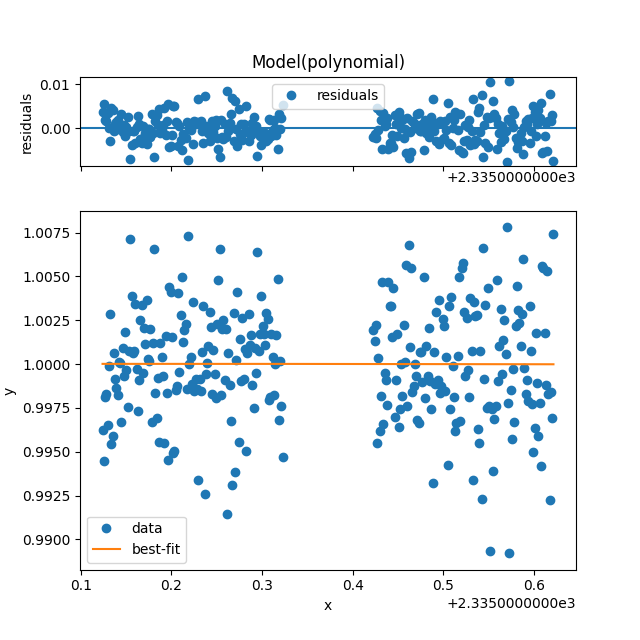 Model(polynomial)
0.01
0.00
residuals
residuals
+2.3350000000e3
1.0075
1.0050
1.0025
1.0000
0.9975
0.9950
0.9925
0.9900
y
data
best-fit
0.1 0.2 0.3 0.4 0.5 0.6
x
+2.3350000000e3